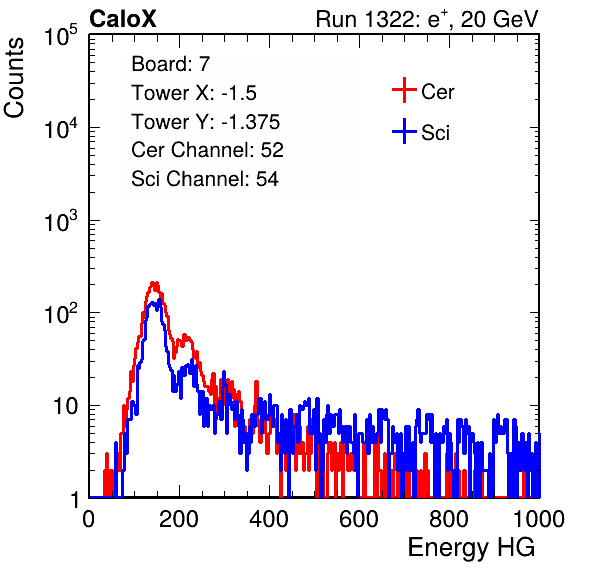 CaloX Run 1322: e⁺, 20 GeV
Counts
Board: 7
Tower X: -1.5
Tower Y: -1.375
Cer Channel: 52
Sci Channel: 54
Cer
Sci
10⁵
10⁴
10³
10²
10
1
0 200 400 600 800 1000
Energy HG